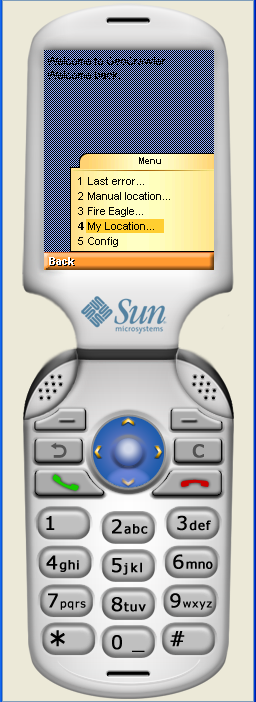 Welcome to GeoCrawler
Welcome back.
Menu
1 Last error...
2 Manual location...
3 Fire Eagle...
4 My Location...
5 Config
Back
Sun
microsystems
C
1
2abc
3def
4ghi
5jkl
6mno
7pqrs
8tuv
9wxyz
*
0 _
#